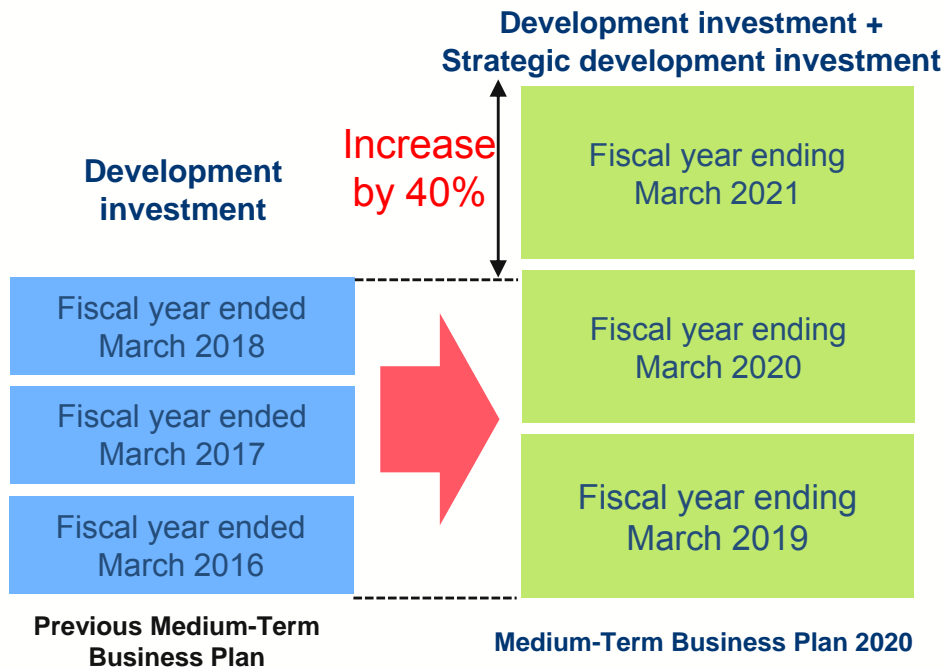 Development investment +
Strategic development investment
Increase
by 40%
Development
investment
Fiscal year ending
March 2021
Fiscal year ended
March 2018
Fiscal year ending
March 2020
Fiscal year ended
March 2017
Fiscal year ended
March 2016
Fiscal year ending
March 2019
Previous Medium-Term
Business Plan
Medium-Term Business Plan 2020